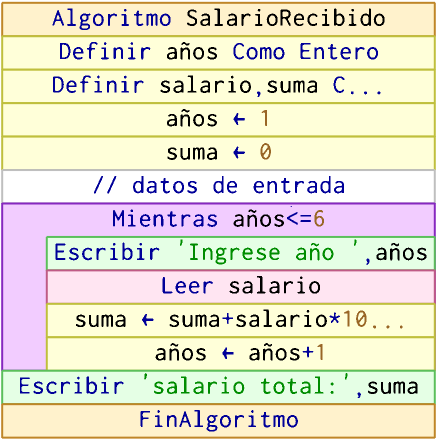 Algoritmo SalarioRecibido
Definir años Como Entero
Definir salario,suma C...
años ← 1
suma ← 0
// datos de entrada
Mientras años<=6
Escribir 'Ingrese año ',años
Leer salario
suma ← suma+salario*10...
años ← años+1
Escribir 'salario total:',suma
FinAlgoritmo